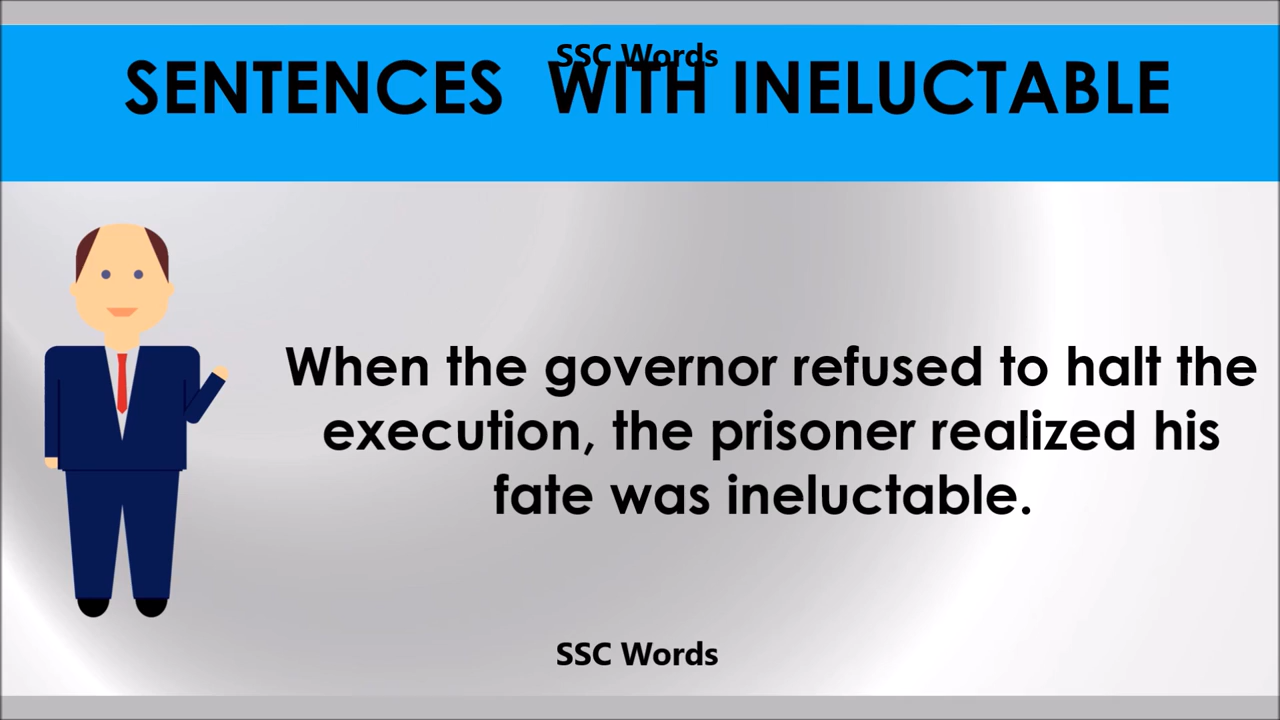 SSC Words
SENTENCES WITH INELUCTABLE
When the governor refused to halt the
execution, the prisoner realized his
fate was ineluctable.
SSC Words